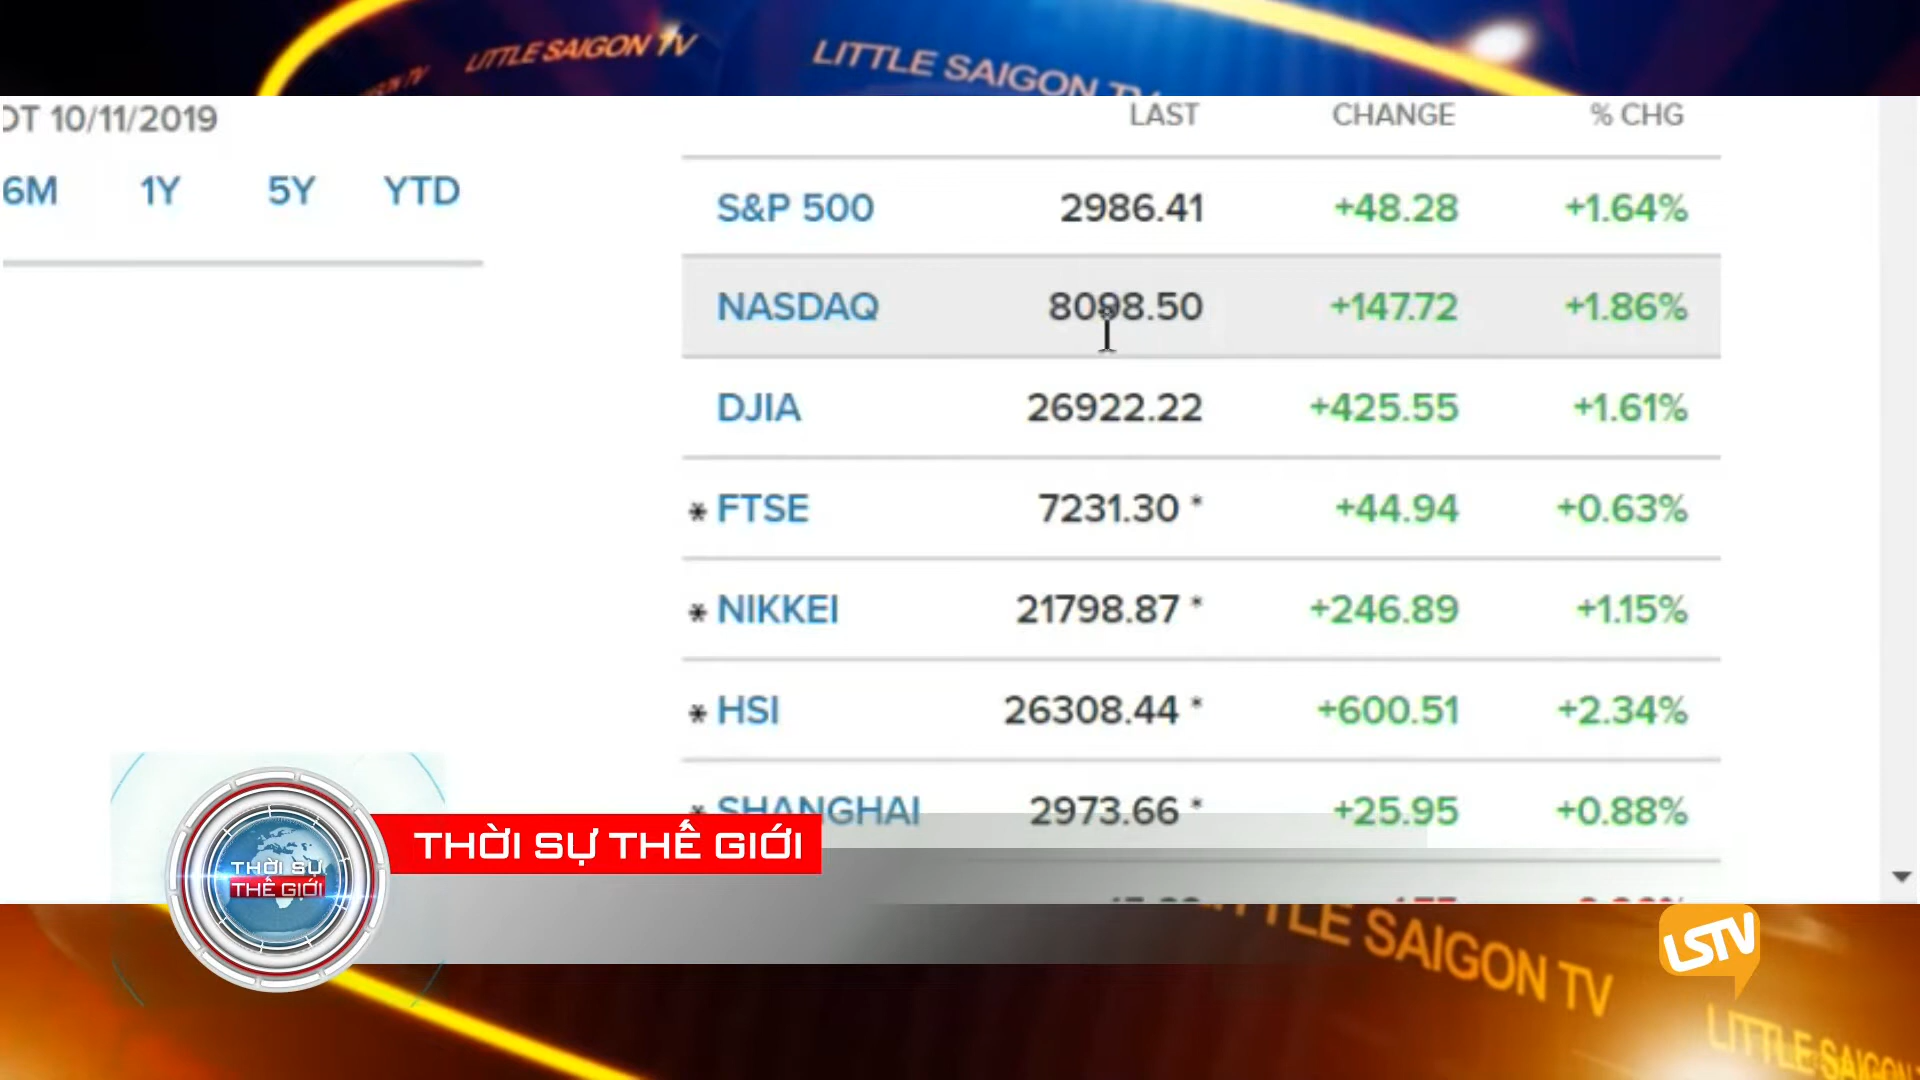 LITTLE SAIGON TV
LITTLE SAIGON TV
DT 10/11/2019
6M 1Y 5Y YTD
LAST CHANGE % CHG
S&P 500 2986.41 +48.28 +1.64%
NASDAQ 8098.50 +147.72 +1.86%
DJIA 26922.22 +425.55 +1.61%
* FTSE 7231.30 * +44.94 +0.63%
* NIKKEI 21798.87 * +246.89 +1.15%
* HSI 26308.44 * +600.51 +2.34%
* SHANGHAI 2973.66 * +25.95 +0.88%
THỜI SỰ THẾ GIỚI
THỜI SỰ
THẾ GIỚI
LITTLE SAIGON TV
LSTV
LITTLE SAIGON